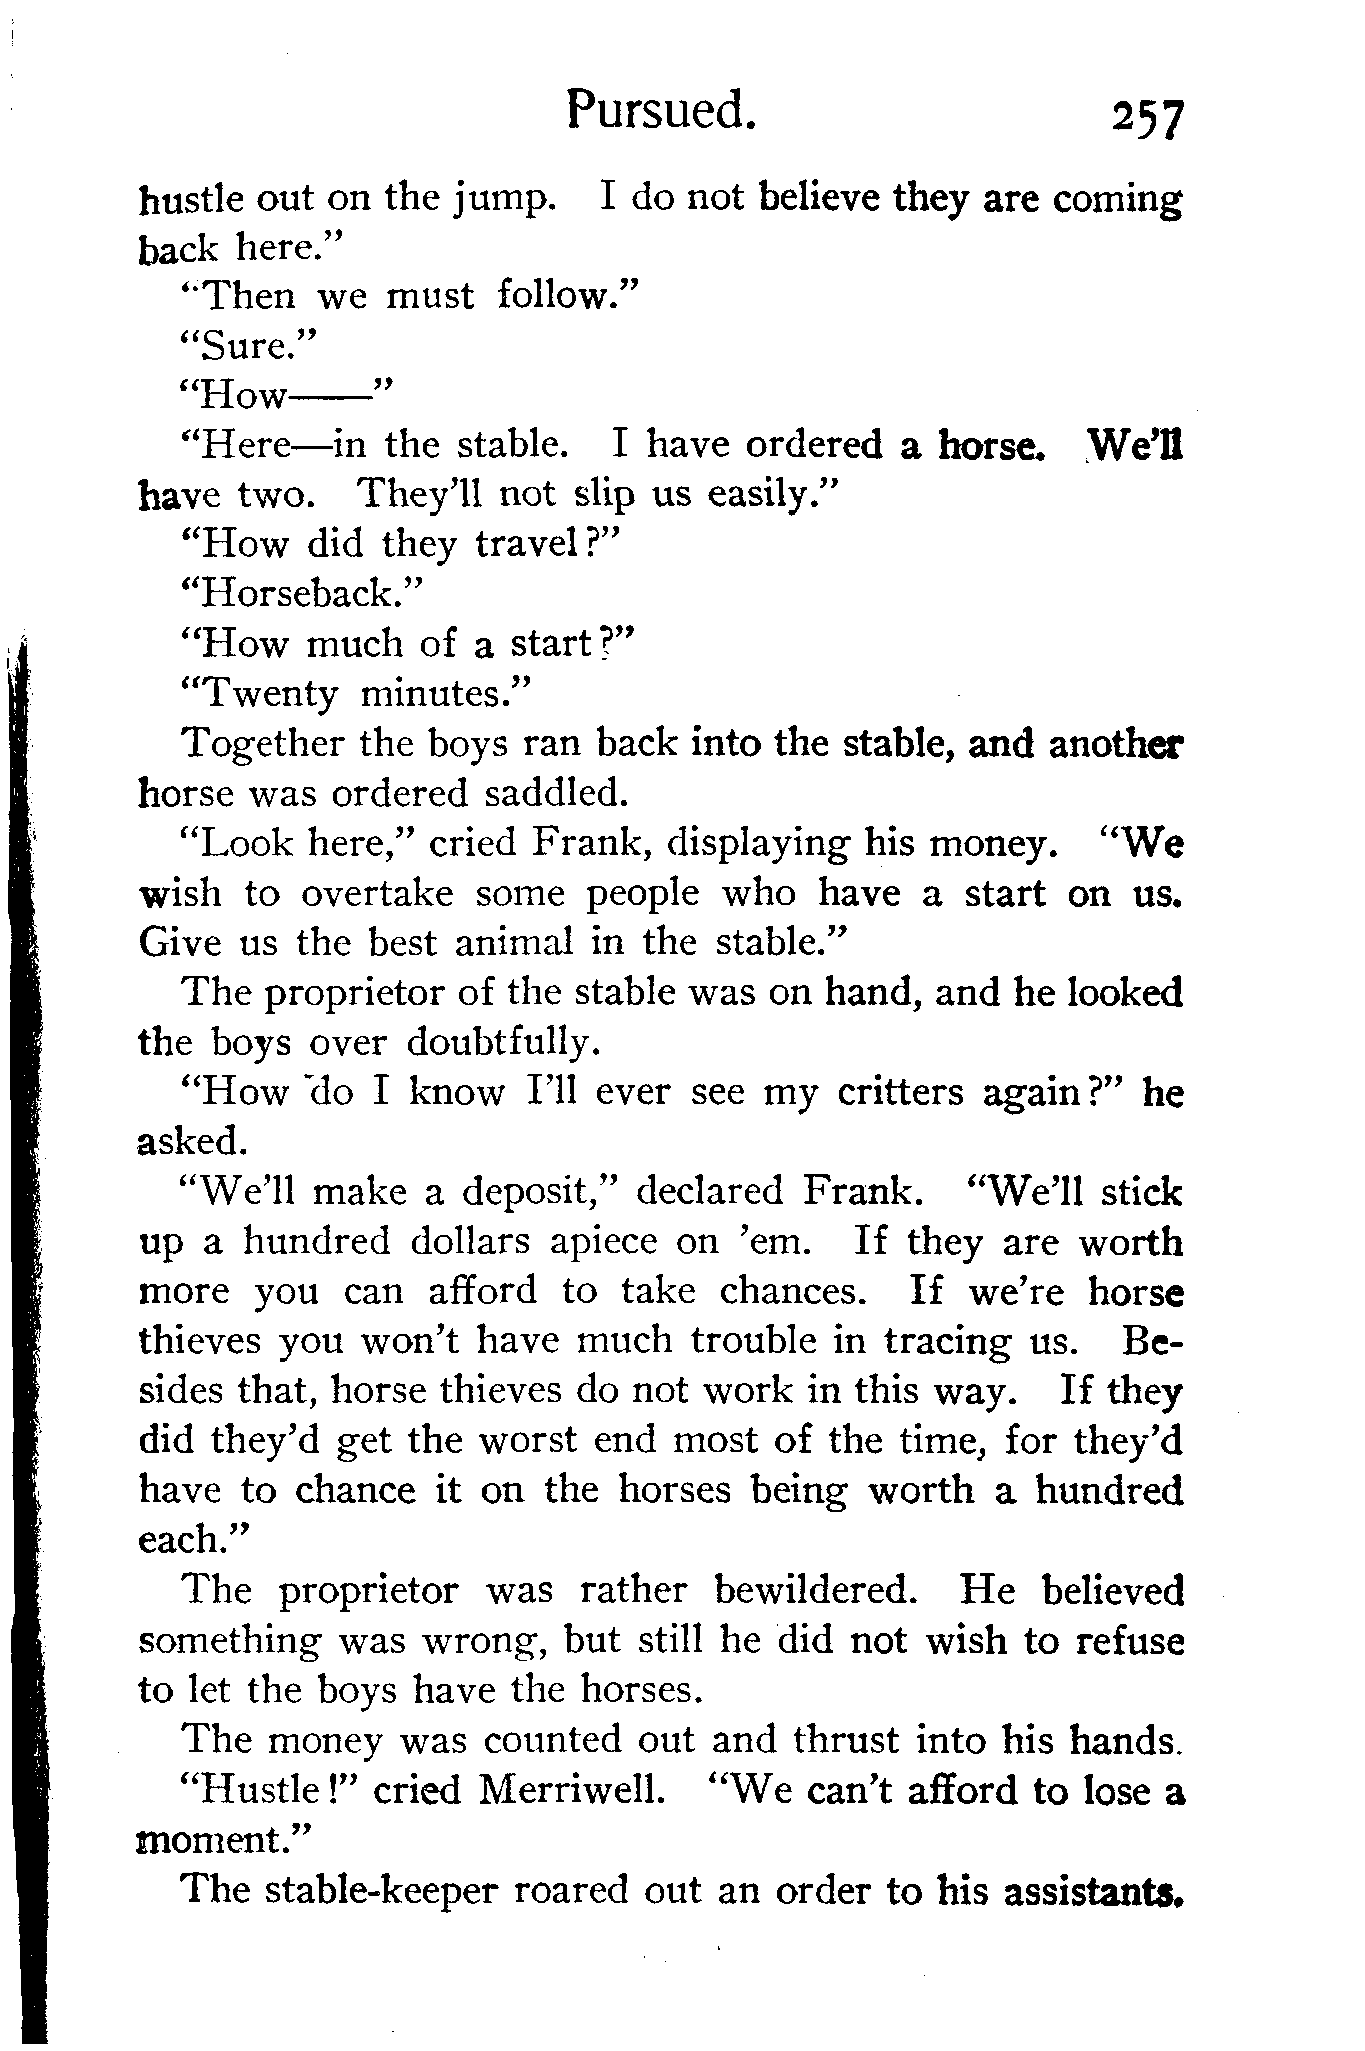 Pursued. 257
hustle out on the jump. I do not believe they are coming
back here."
"Then we must follow."
"Sure."
"How——"
"Here—in the stable. I have ordered a horse. We'll
have two. They'll not slip us easily."
"How did they travel?"
"Horseback."
"How much of a start?"
"Twenty minutes."
Together the boys ran back into the stable, and another
horse was ordered saddled.
"Look here," cried Frank, displaying his money. "We
wish to overtake some people who have a start on us.
Give us the best animal in the stable."
The proprietor of the stable was on hand, and he looked
the boys over doubtfully.
"How do I know I'll ever see my critters again?" he
asked.
"We'll make a deposit," declared Frank. "We'll stick
up a hundred dollars apiece on 'em. If they are worth
more you can afford to take chances. If we're horse
thieves you won't have much trouble in tracing us. Be-
sides that, horse thieves do not work in this way. If they
did they'd get the worst end most of the time, for they'd
have to chance it on the horses being worth a hundred
each."
The proprietor was rather bewildered. He believed
something was wrong, but still he did not wish to refuse
to let the boys have the horses.
The money was counted out and thrust into his hands.
"Hustle!" cried Merriwell. "We can't afford to lose a
moment."
The stable-keeper roared out an order to his assistants.